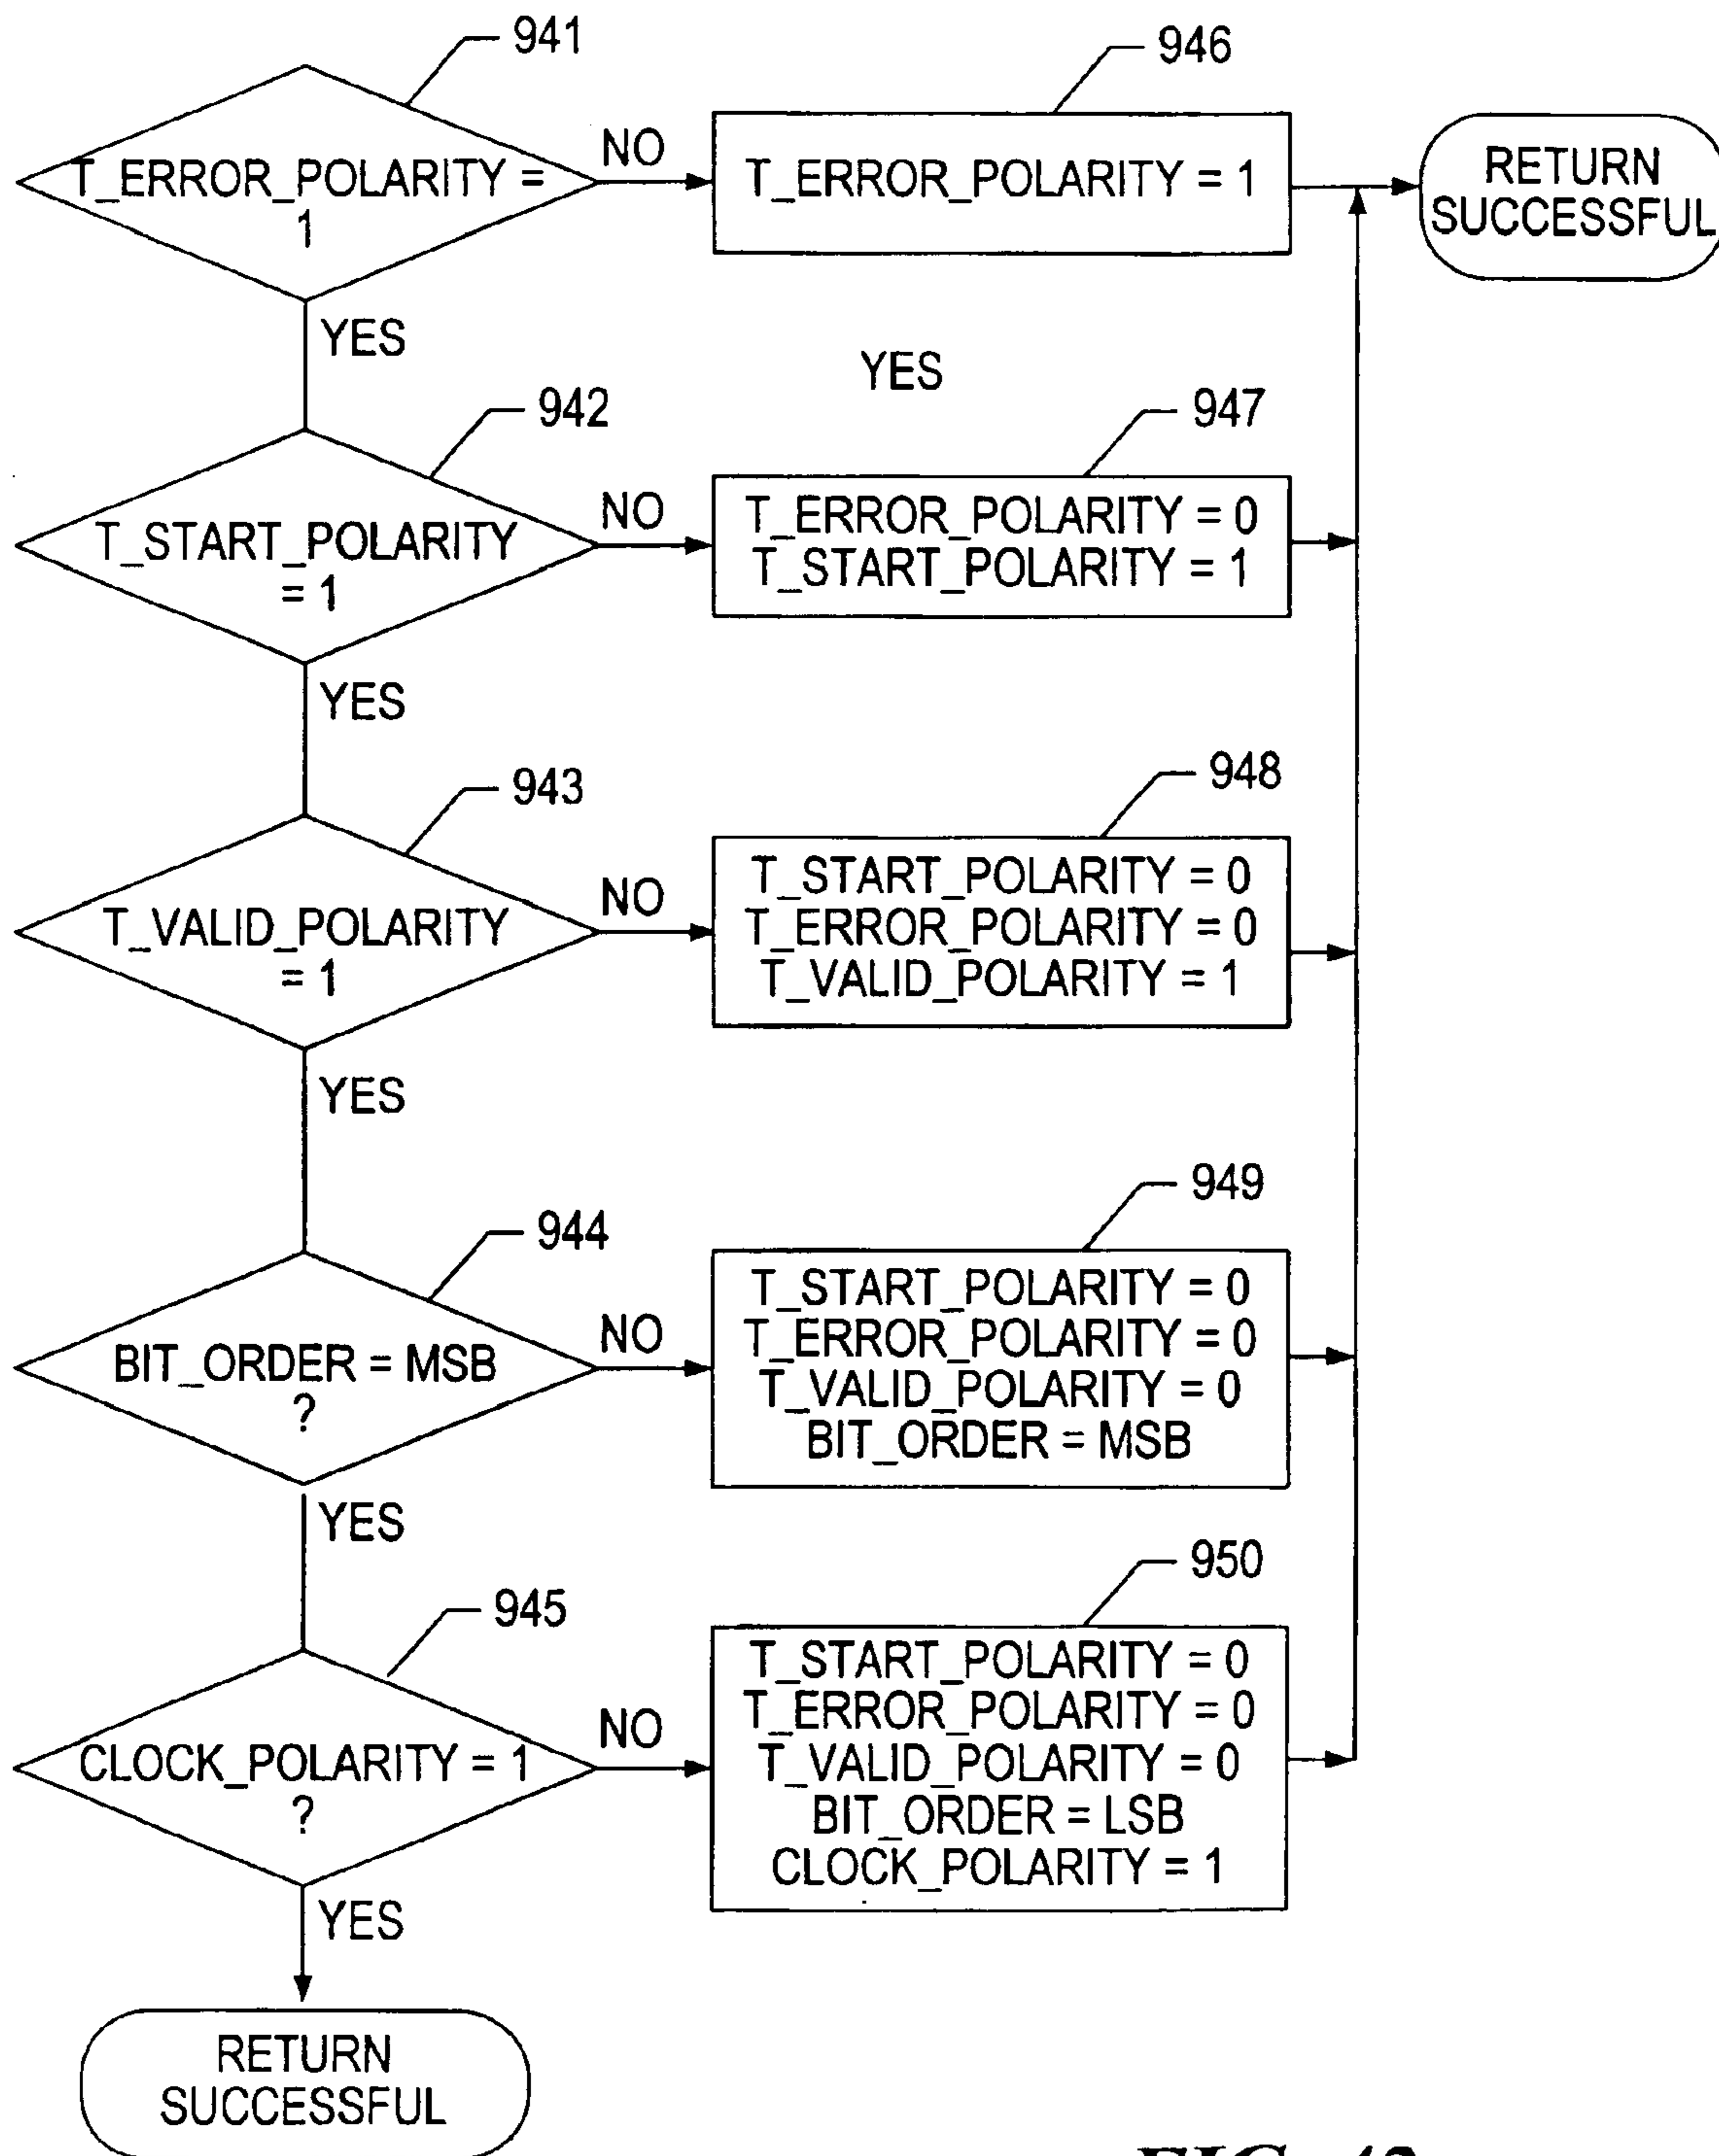 941
T_ERROR_POLARITY =
1
NO
946
T_ERROR_POLARITY = 1
RETURN
SUCCESSFUL
YES
YES
942
T_START_POLARITY
= 1
NO
947
T_ERROR_POLARITY = 0
T_START_POLARITY = 1
YES
943
T_VALID_POLARITY
= 1
NO
948
T_START_POLARITY = 0
T_ERROR_POLARITY = 0
T_VALID_POLARITY = 1
YES
944
BIT_ORDER = MSB
?
NO
949
T_START_POLARITY = 0
T_ERROR_POLARITY = 0
T_VALID_POLARITY = 0
BIT_ORDER = MSB
YES
945
CLOCK_POLARITY = 1
?
NO
950
T_START_POLARITY = 0
T_ERROR_POLARITY = 0
T_VALID_POLARITY = 0
BIT_ORDER = LSB
CLOCK_POLARITY = 1
YES
RETURN
SUCCESSFUL